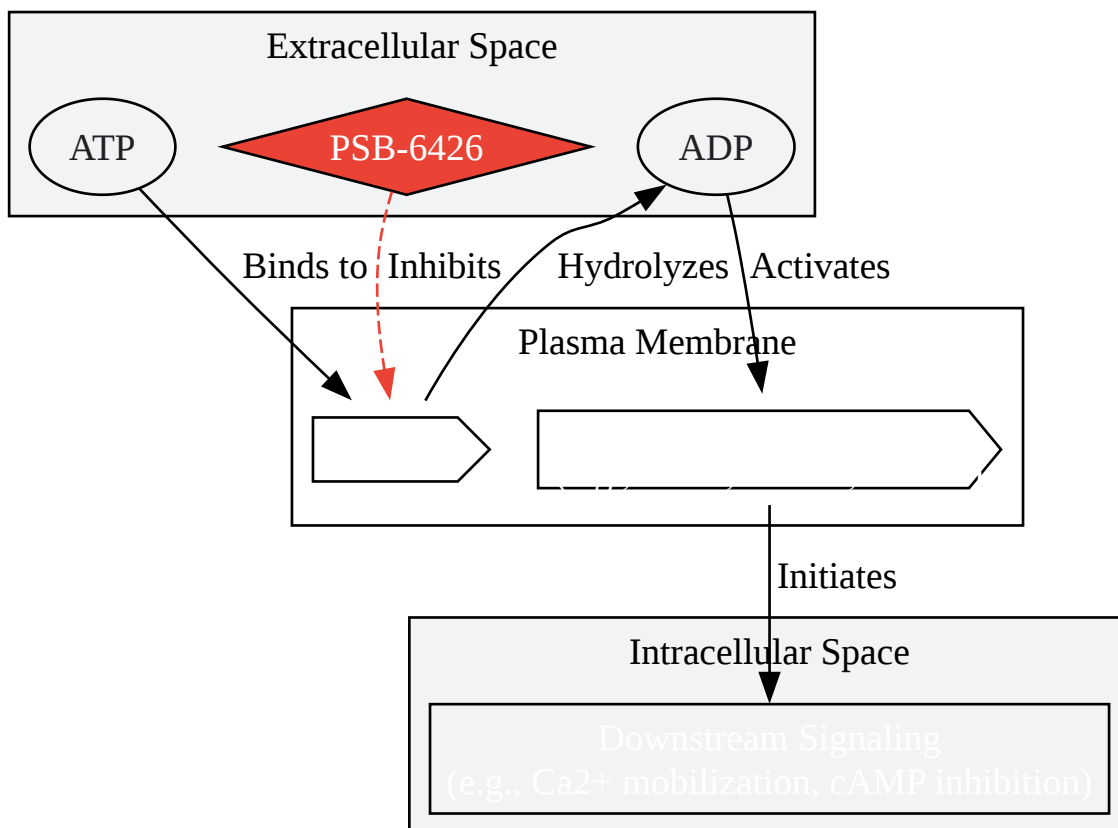 Extracellular Space
ATP
PSB-6426
ADP
Binds to
Inhibits
Hydrolyzes
Activates
Plasma Membrane
Initiates
Intracellular Space
Downstream Signaling
(e.g., Ca2+ mobilization, cAMP inhibition)